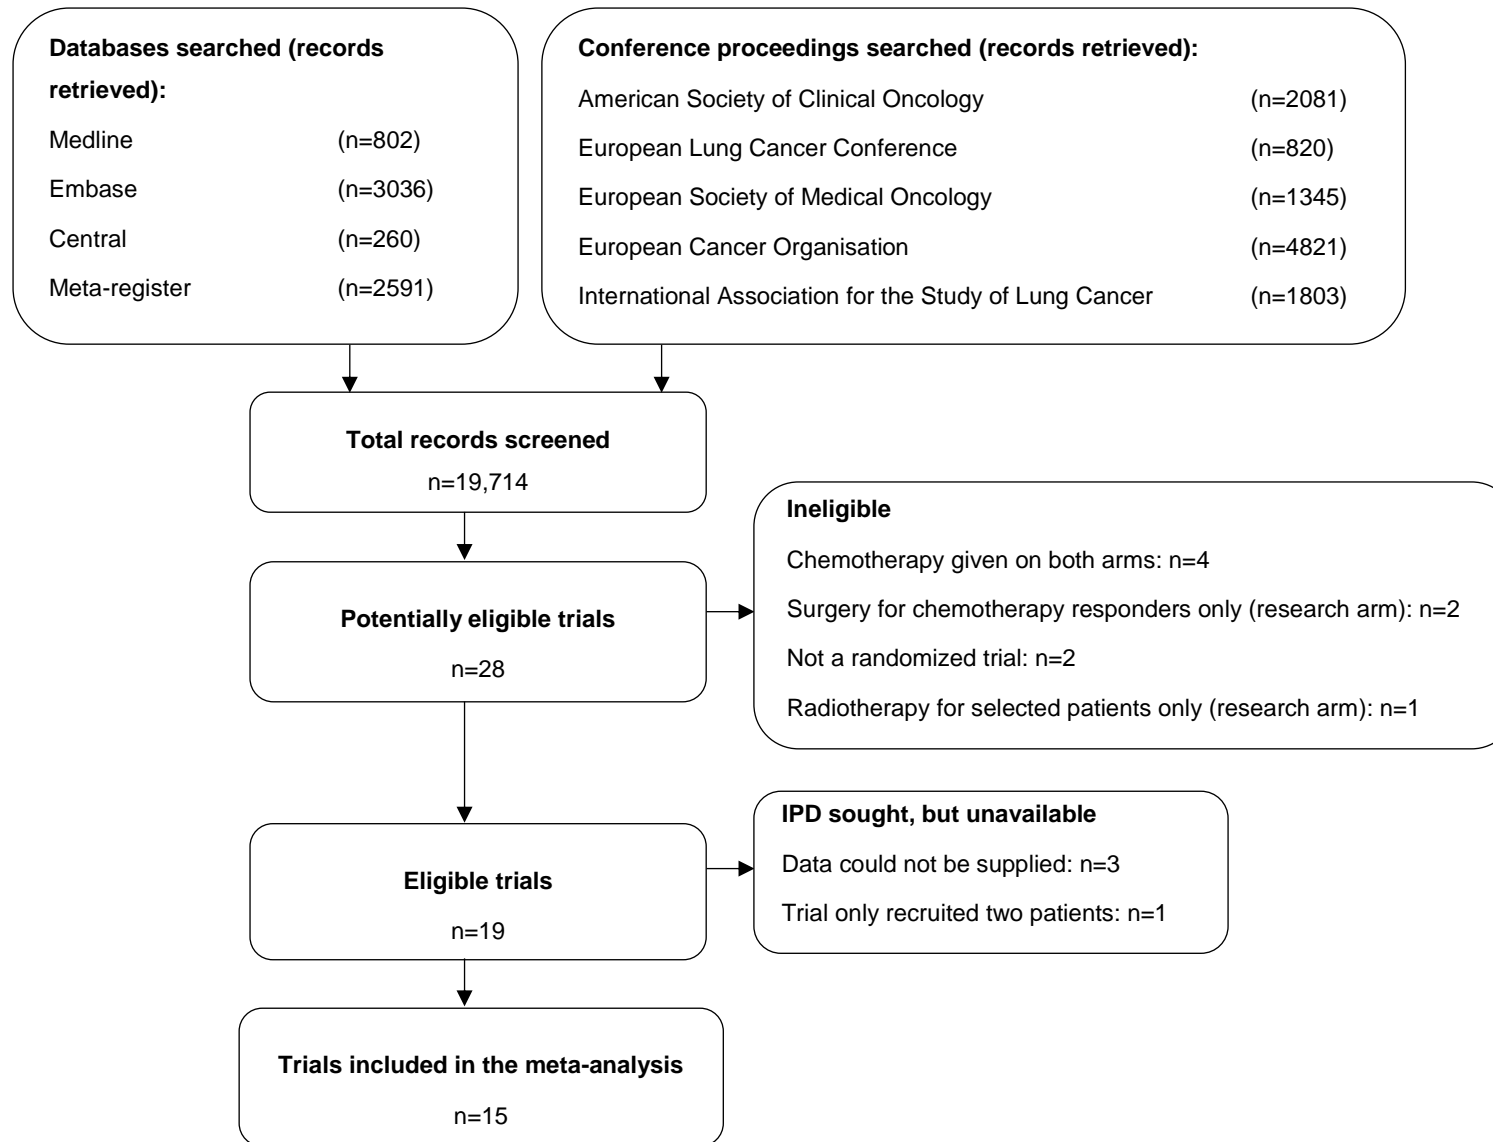 Databases searched (records
retrieved):
Medline (n=802)
Embase (n=3036)
Central (n=260)
Meta-register (n=2591)
Conference proceedings searched (records retrieved):
American Society of Clinical Oncology (n=2081)
European Lung Cancer Conference (n=820)
European Society of Medical Oncology (n=1345)
European Cancer Organisation (n=4821)
International Association for the Study of Lung Cancer (n=1803)
Total records screened
n=19,714
Potentially eligible trials
n=28
Ineligible
Chemotherapy given on both arms: n=4
Surgery for chemotherapy responders only (research arm): n=2
Not a randomized trial: n=2
Radiotherapy for selected patients only (research arm): n=1
Eligible trials
n=19
IPD sought, but unavailable
Data could not be supplied: n=3
Trial only recruited two patients: n=1
Trials included in the meta-analysis
n=15